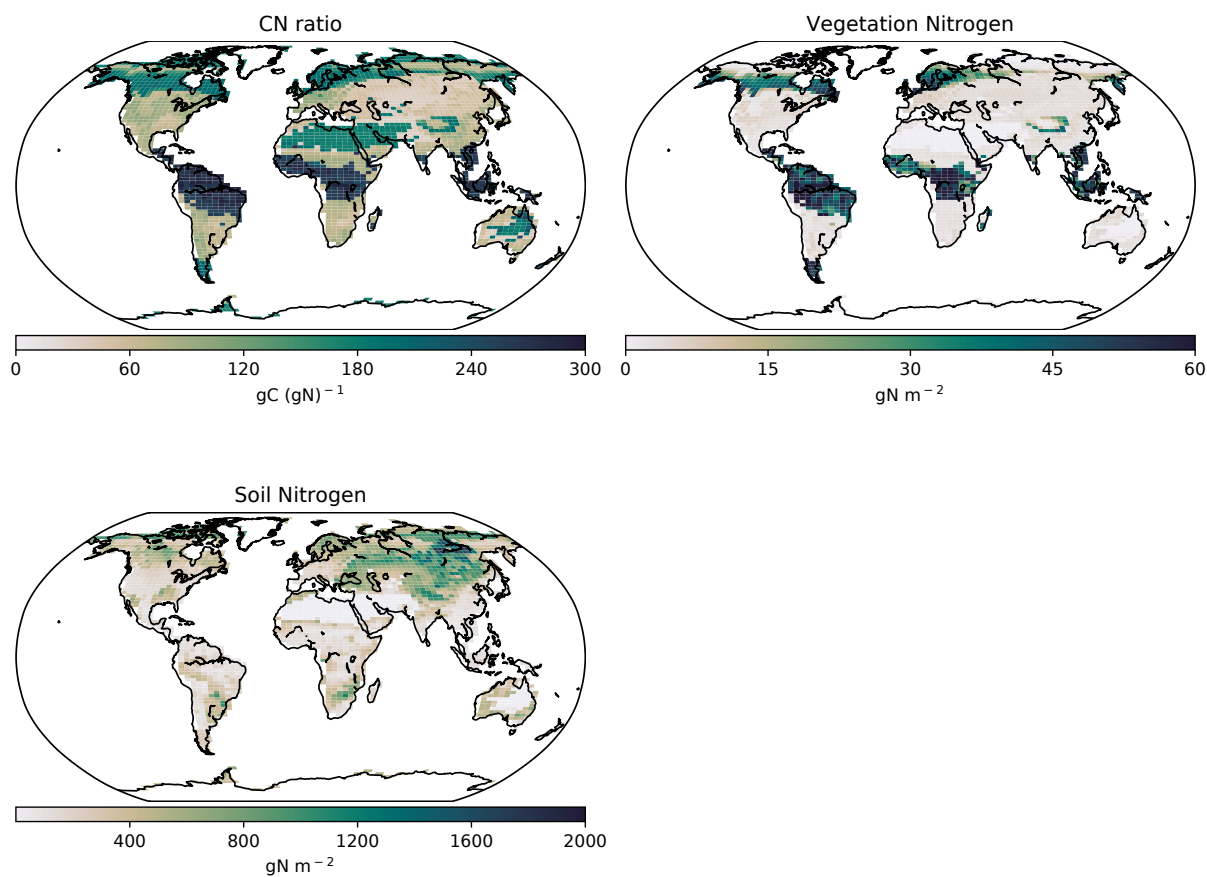 CN ratio
0 60 120 180 240 300
gC (gN)⁻¹
Vegetation Nitrogen
0 15 30 45 60
gN m⁻²
Soil Nitrogen
400 800 1200 1600 2000
gN m⁻²